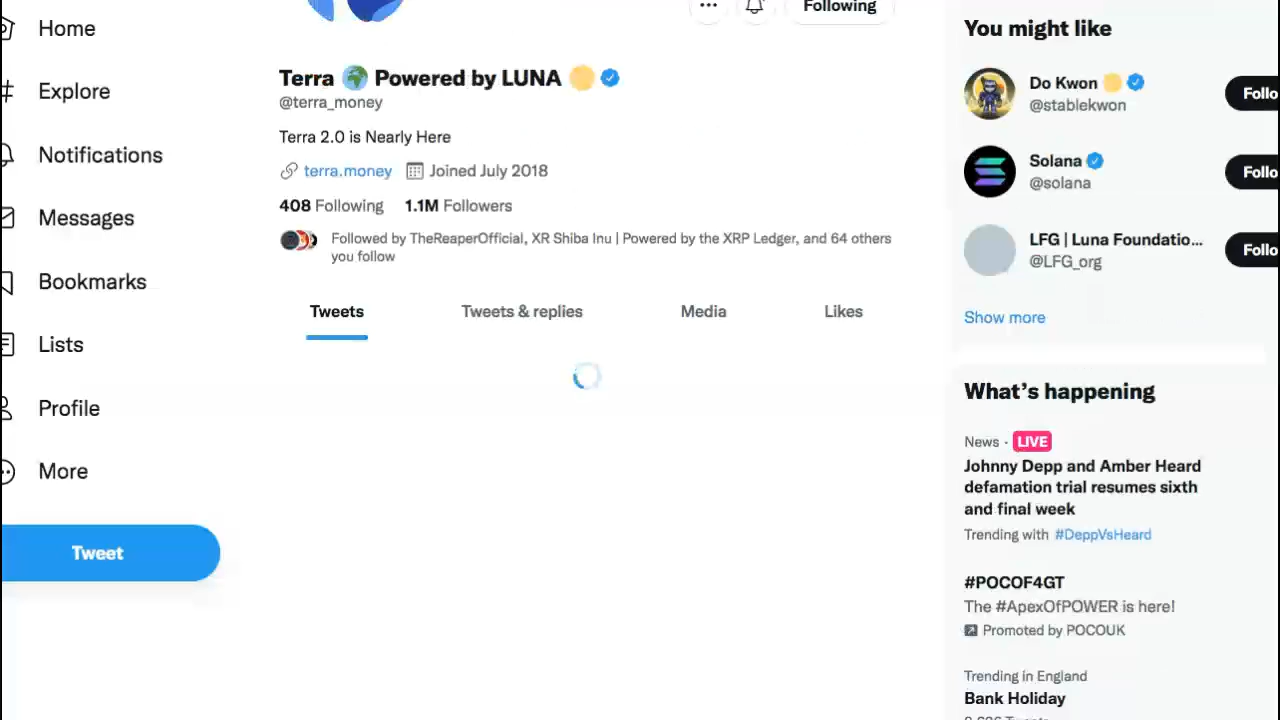 Home
Explore
Notifications
Messages
Bookmarks
Lists
Profile
More
Tweet
Following
Terra 🌍 Powered by LUNA 🌕
@terra_money
Terra 2.0 is Nearly Here
terra.money Joined July 2018
408 Following 1.1M Followers
Followed by TheReaperOfficial, XR Shiba Inu | Powered by the XRP Ledger, and 64 others
you follow
Tweets Tweets & replies Media Likes
You might like
Do Kwon 🌕
@stablekwon
Follo
Solana
@solana
Follo
LFG | Luna Foundatio...
@LFG_org
Follo
Show more
What's happening
News · LIVE
Johnny Depp and Amber Heard
defamation trial resumes sixth
and final week
Trending with #DeppVsHeard
#POCOF4GT
The #ApexOfPOWER is here!
Promoted by POCOUK
Trending in England
Bank Holiday